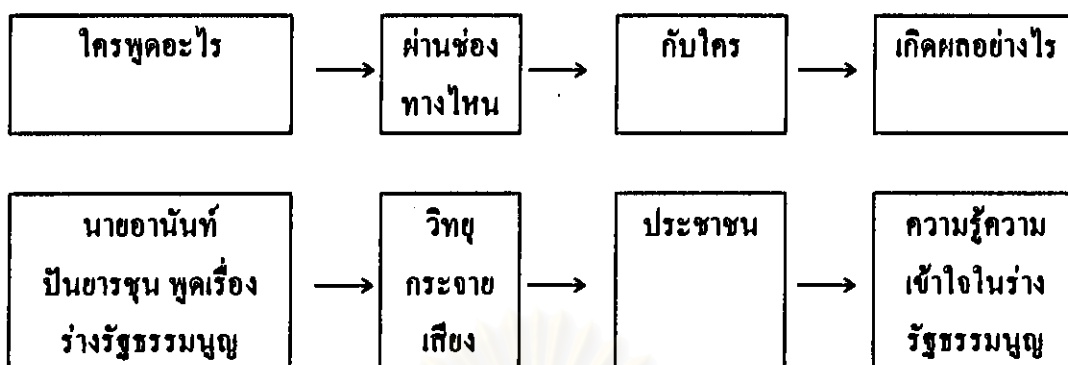 ใครพูดอะไร
ผ่านช่อง
ทางไหน
กับใคร
เกิดผลอย่างไร
นายอานันท์
ปันยารชุน พูดเรื่อง
ร่างรัฐธรรมนูญ
วิทยุ
กระจาย
เสียง
ประชาชน
ความรู้ความ
เข้าใจในร่าง
รัฐธรรมนูญ